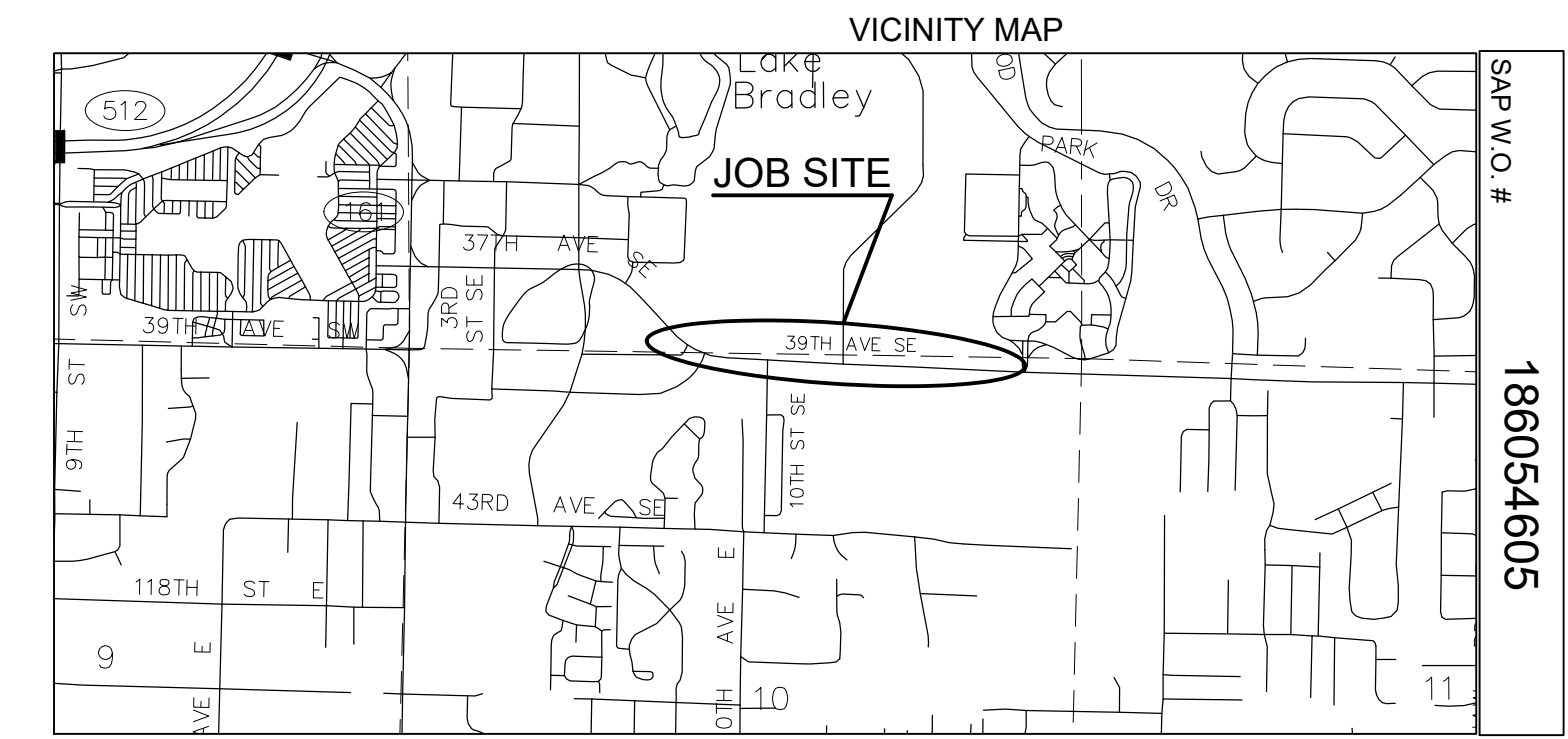 VICINITY MAP
Lake
Bradley
JOB SITE
512
161
PARK
DR
37TH AVE
SE
3RD
ST SE
SW
39TH AVE SW
39TH AVE SE
9TH ST
10TH ST SE
43RD AVE SE
118TH ST E
9
AVE E
AVE E
10
11
SAP W.O. #
186054605